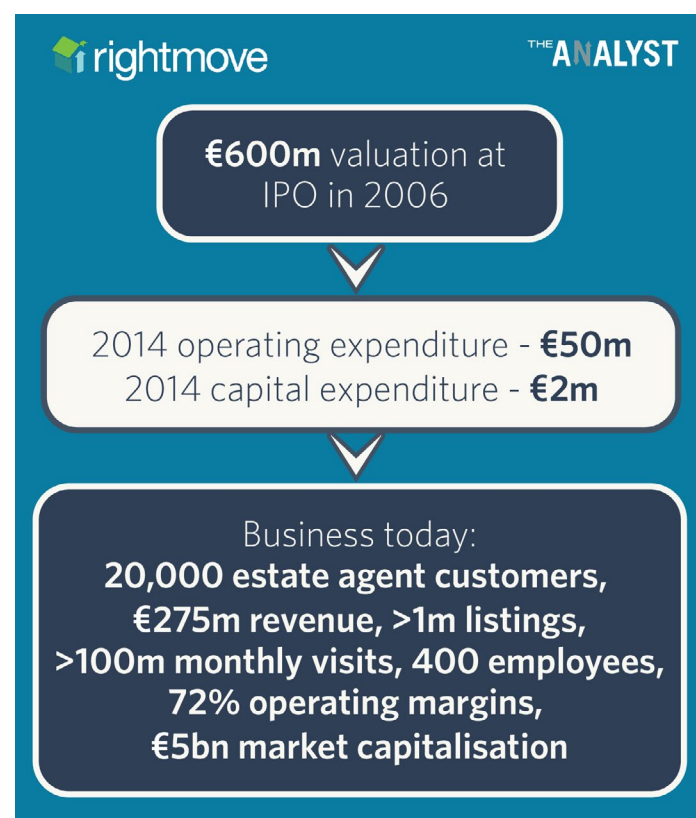 rightmove
THE ANALYST
€600m valuation at
IPO in 2006
2014 operating expenditure - €50m
2014 capital expenditure - €2m
Business today:
20,000 estate agent customers,
€275m revenue, >1m listings,
>100m monthly visits, 400 employees,
72% operating margins,
€5bn market capitalisation